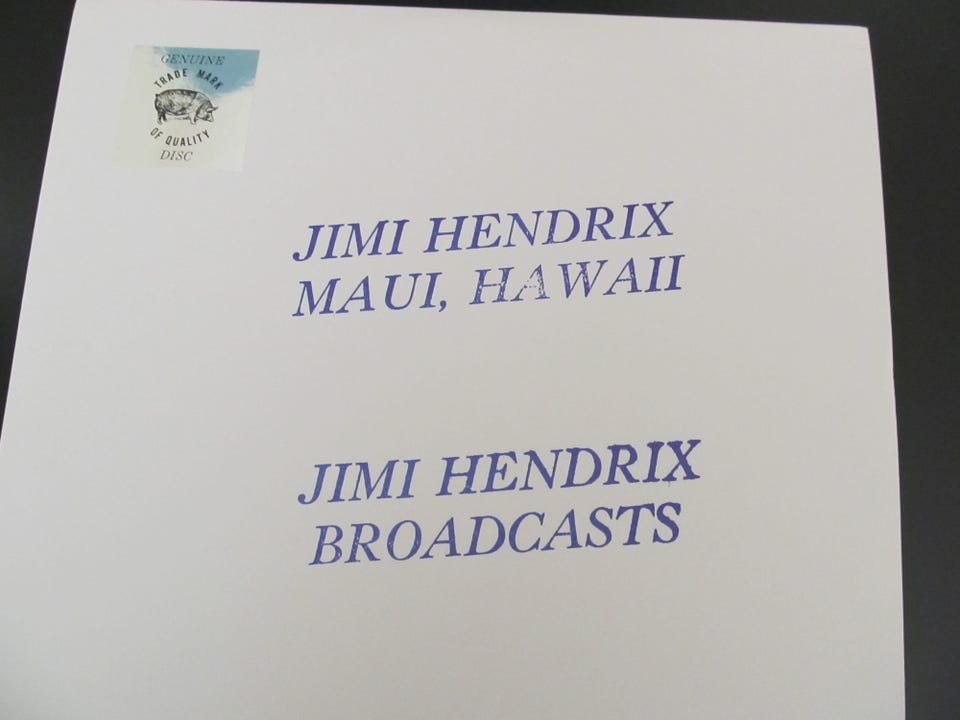 GENUINE
TRADE MARK
OF QUALITY
DISC
JIMI HENDRIX
MAUI, HAWAII
JIMI HENDRIX
BROADCASTS